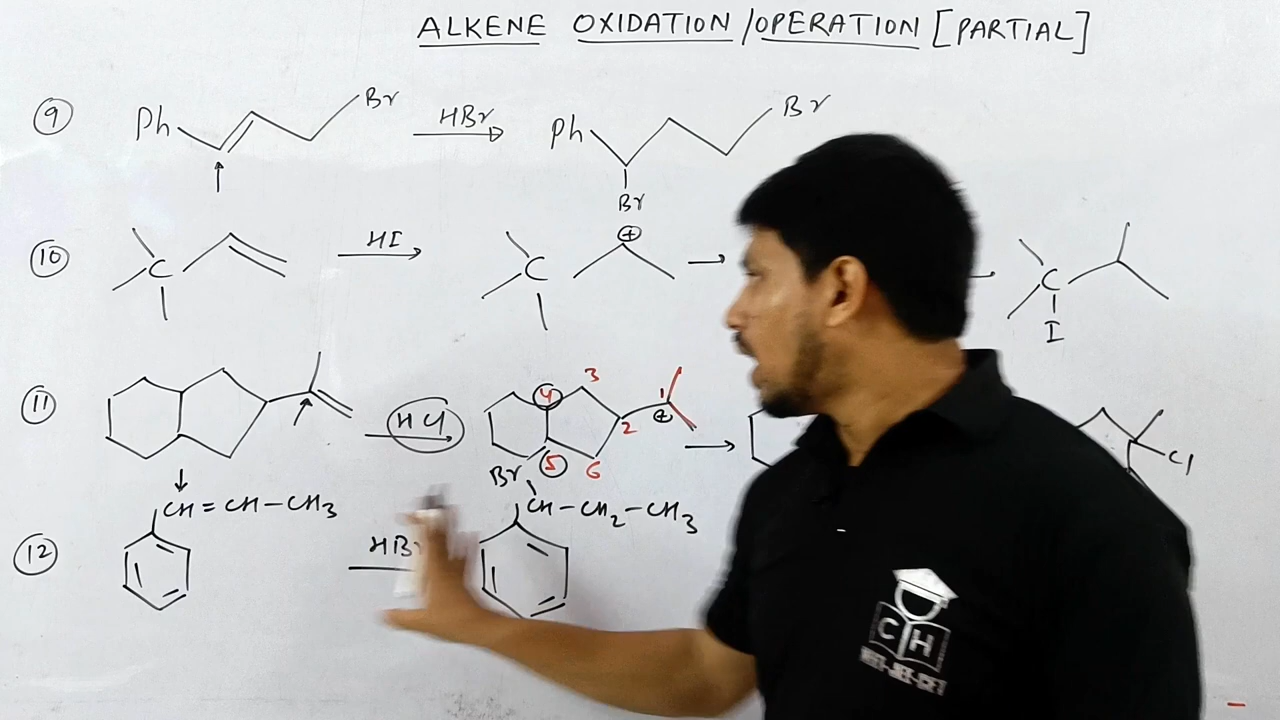 ALKENE OXIDATION/OPERATION [PARTIAL]
9 Ph Br HBr Ph Br
Br
10 C HI C + C
I
11 HCl 4 3 1 + 2 5 6 Cl
Br
CH=CH-CH3 CH-CH2-CH3
12 HBr
C H